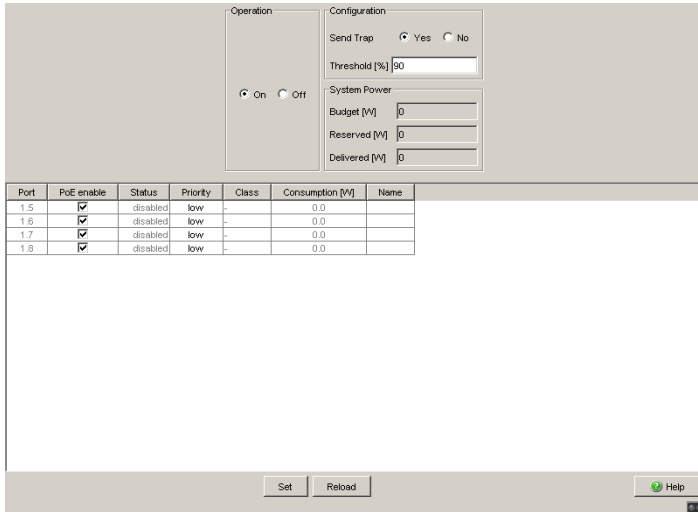 Operation
On Off
Configuration
Send Trap Yes No
Threshold [%] 90
System Power
Budget [W] 0
Reserved [W] 0
Delivered [W] 0
Port PoE enable Status Priority Class Consumption [W] Name
1.5 disabled low - 0.0
1.6 disabled low - 0.0
1.7 disabled low - 0.0
1.8 disabled low - 0.0
Set Reload Help